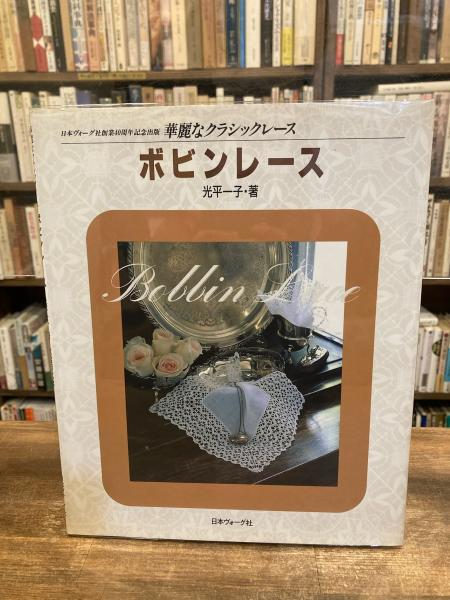 日本ヴォーグ社創業40周年記念出版 華麗なクラシックレース
ボビンレース
光平一子・著
Bobbin Lace
日本ヴォーグ社